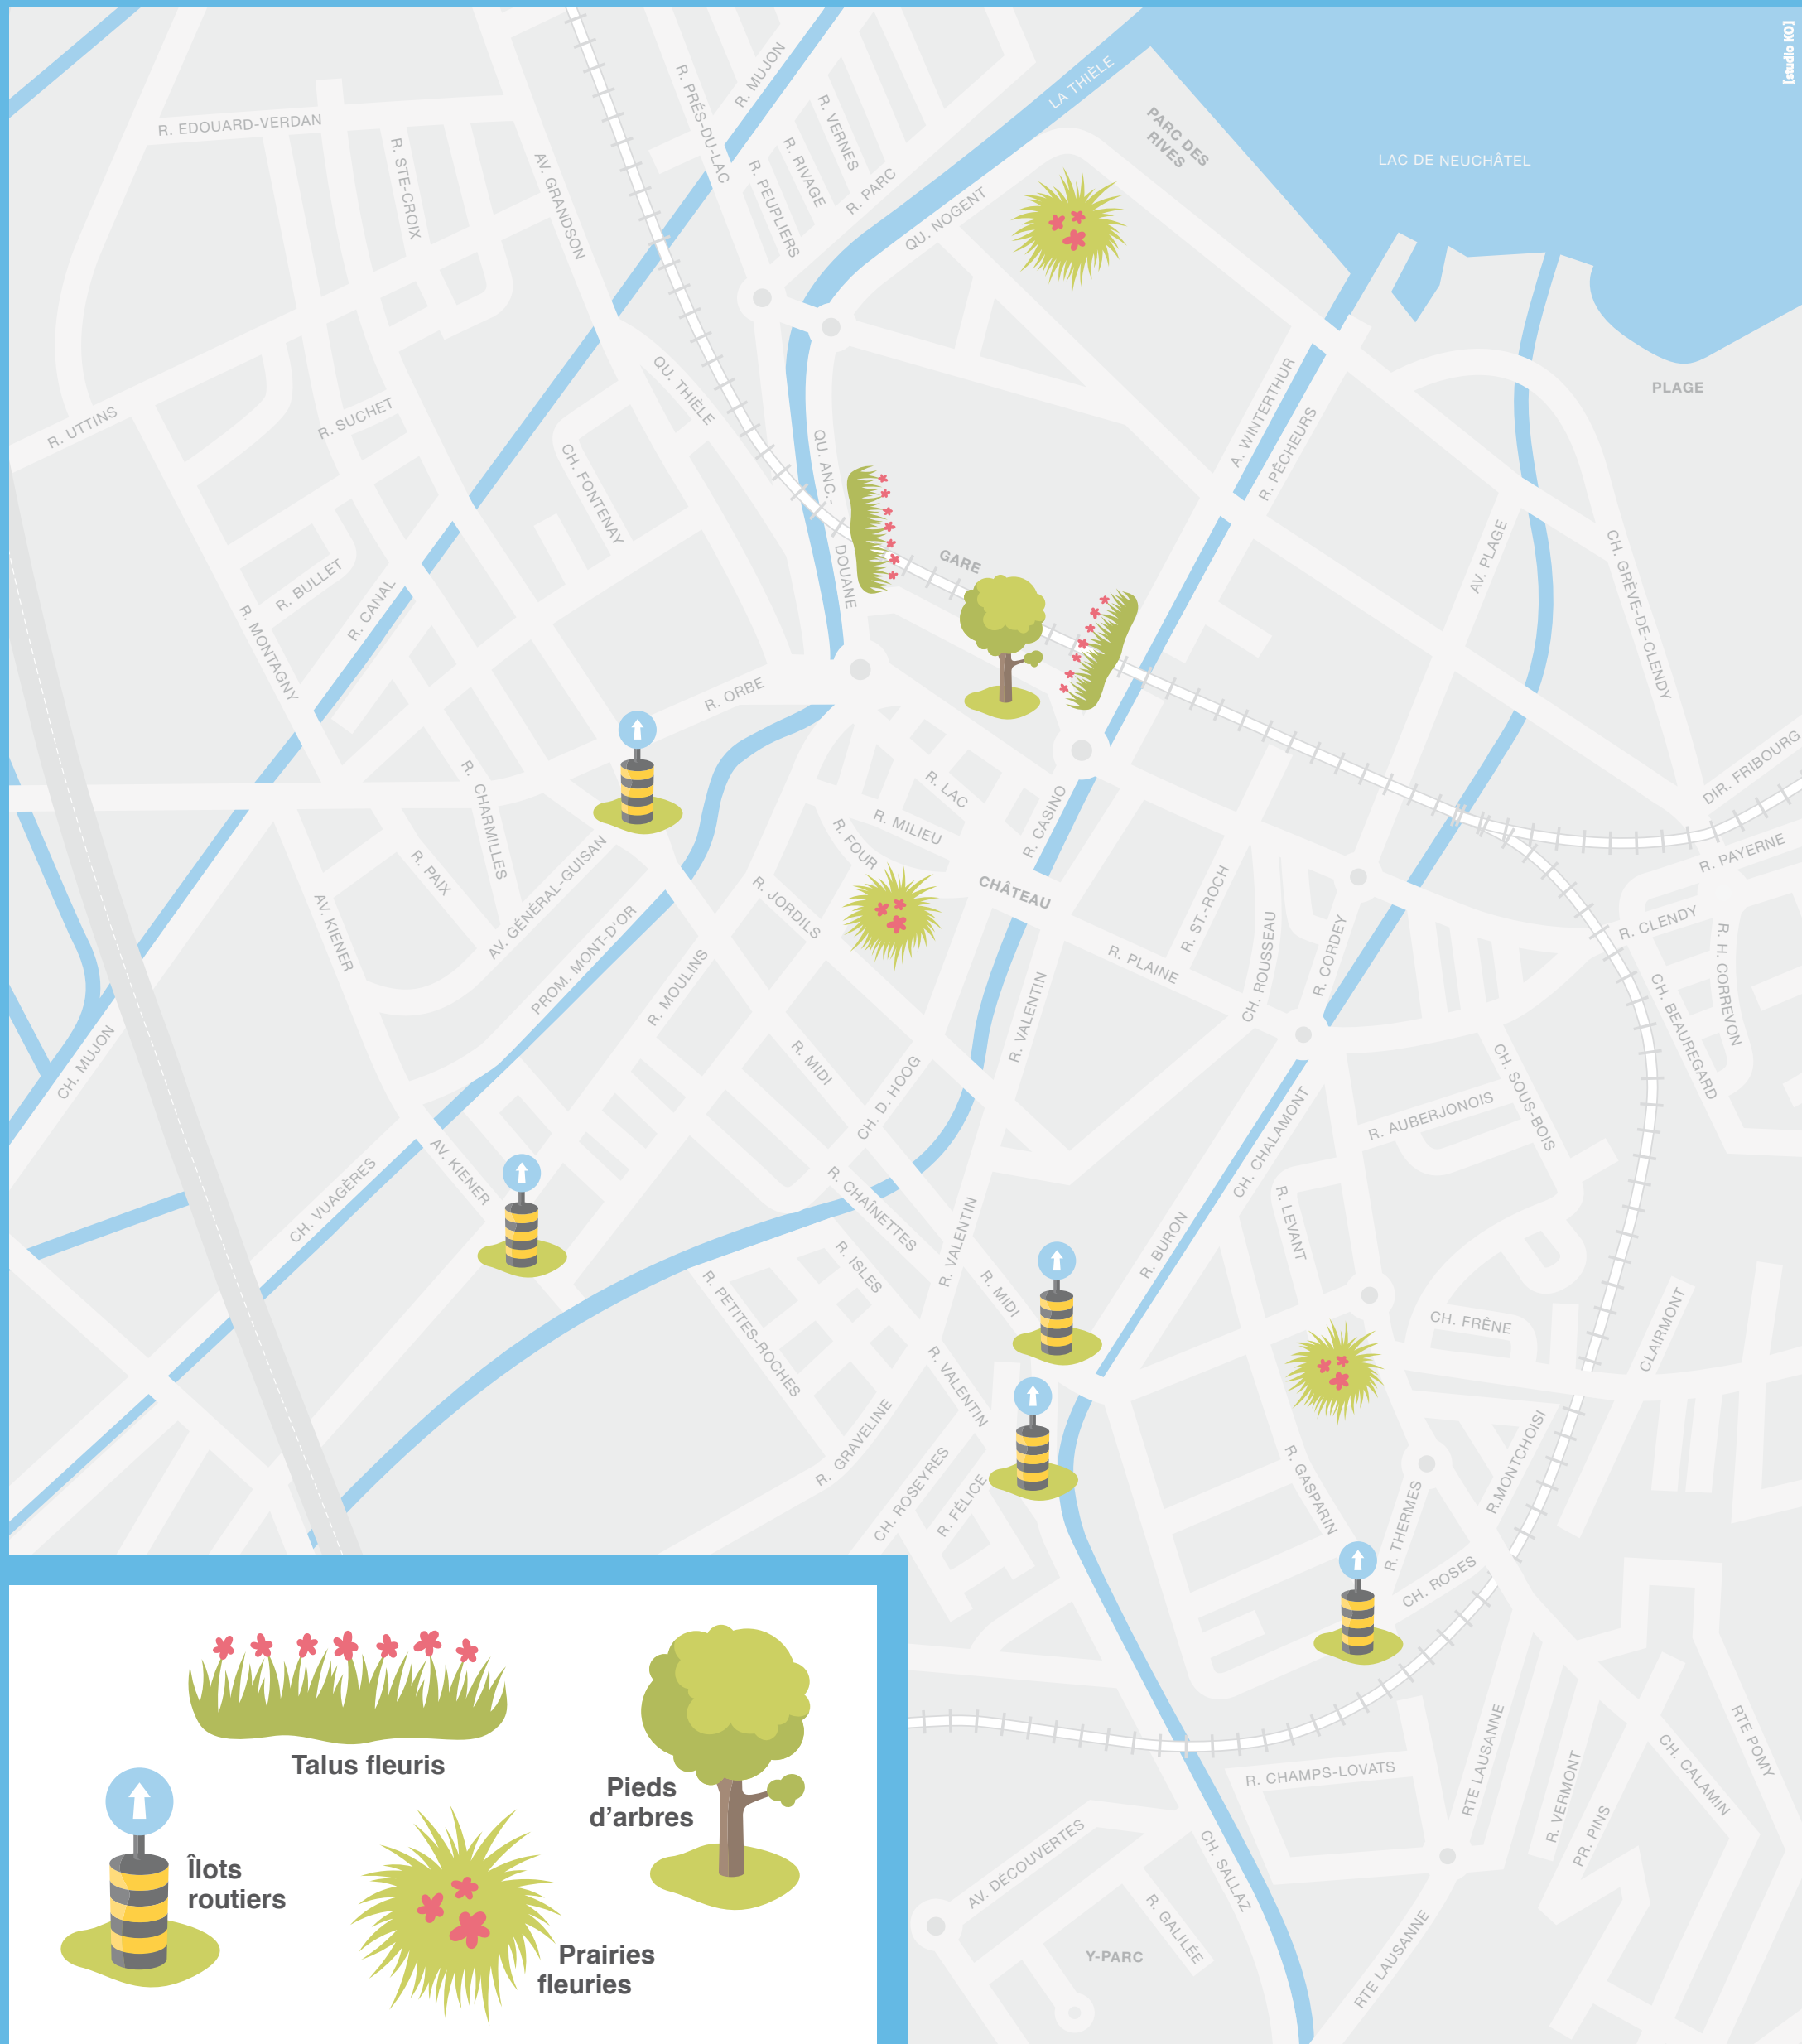 [studio KO]
R. MUJON
LA THIÈLE
R. PRÉS-DU-LAC
R. VERNES
PARC DES
RIVES
LAC DE NEUCHÂTEL
R. EDOUARD-VERDAN
R. STE-CROIX
AV. GRANDSON
R. RIVAGE
R. PEUPLIERS
R. PARC
QU. NOGENT
QU. THIÈLE
A. WINTERTHUR
R. PÊCHEURS
PLAGE
R. UTTINS
R. SUCHET
CH. FONTENAY
QU. ANC.-
DOUANE
GARE
AV. PLAGE
CH. GRÈVE-DE-CLENDY
R. BULLET
R. CANAL
R. MONTAGNY
R. ORBE
DIR. FRIBOURG
R. CHARMILLES
R. LAC
R. CASINO
R. MILIEU
R. FOUR
R. PAYERNE
R. PAIX
AV. GÉNÉRAL-GUISAN
R. JORDILS
CHÂTEAU
R. ST.-ROCH
AV. KIENER
PROM. MONT-D'OR
R. MOULINS
R. PLAINE
CH. ROUSSEAU
R. CORDEY
R. CLENDY
R. H. CORREVON
CH. BEAUREGARD
R. VALENTIN
CH. MUJON
R. MIDI
CH. D. HOOG
CH. SOUS-BOIS
R. AUBERJONOIS
CH. CHALAMONT
AV. KIENER
CH. VUAGÈRES
R. CHAÎNETTES
R. LEVANT
R. VALENTIN
R. BURON
R. ISLES
R. MIDI
R. PETITES-ROCHES
CH. FRÊNE
CLAIRMONT
R. VALENTIN
R. GRAVELINE
CH. ROSEYRES
R. FÉLICE
R. GASPARIN
R. THERMES
R.MONTCHOISI
CH. ROSES
RTE LAUSANNE
RTE POMY
CH. CALAMIN
R. CHAMPS-LOVATS
R. VERMONT
PR. PINS
AV. DÉCOUVERTES
CH. SALLAZ
R. GALILÉE
Y-PARC
RTE LAUSANNE
Talus fleuris
Pieds
d’arbres
Îlots
routiers
Prairies
fleuries